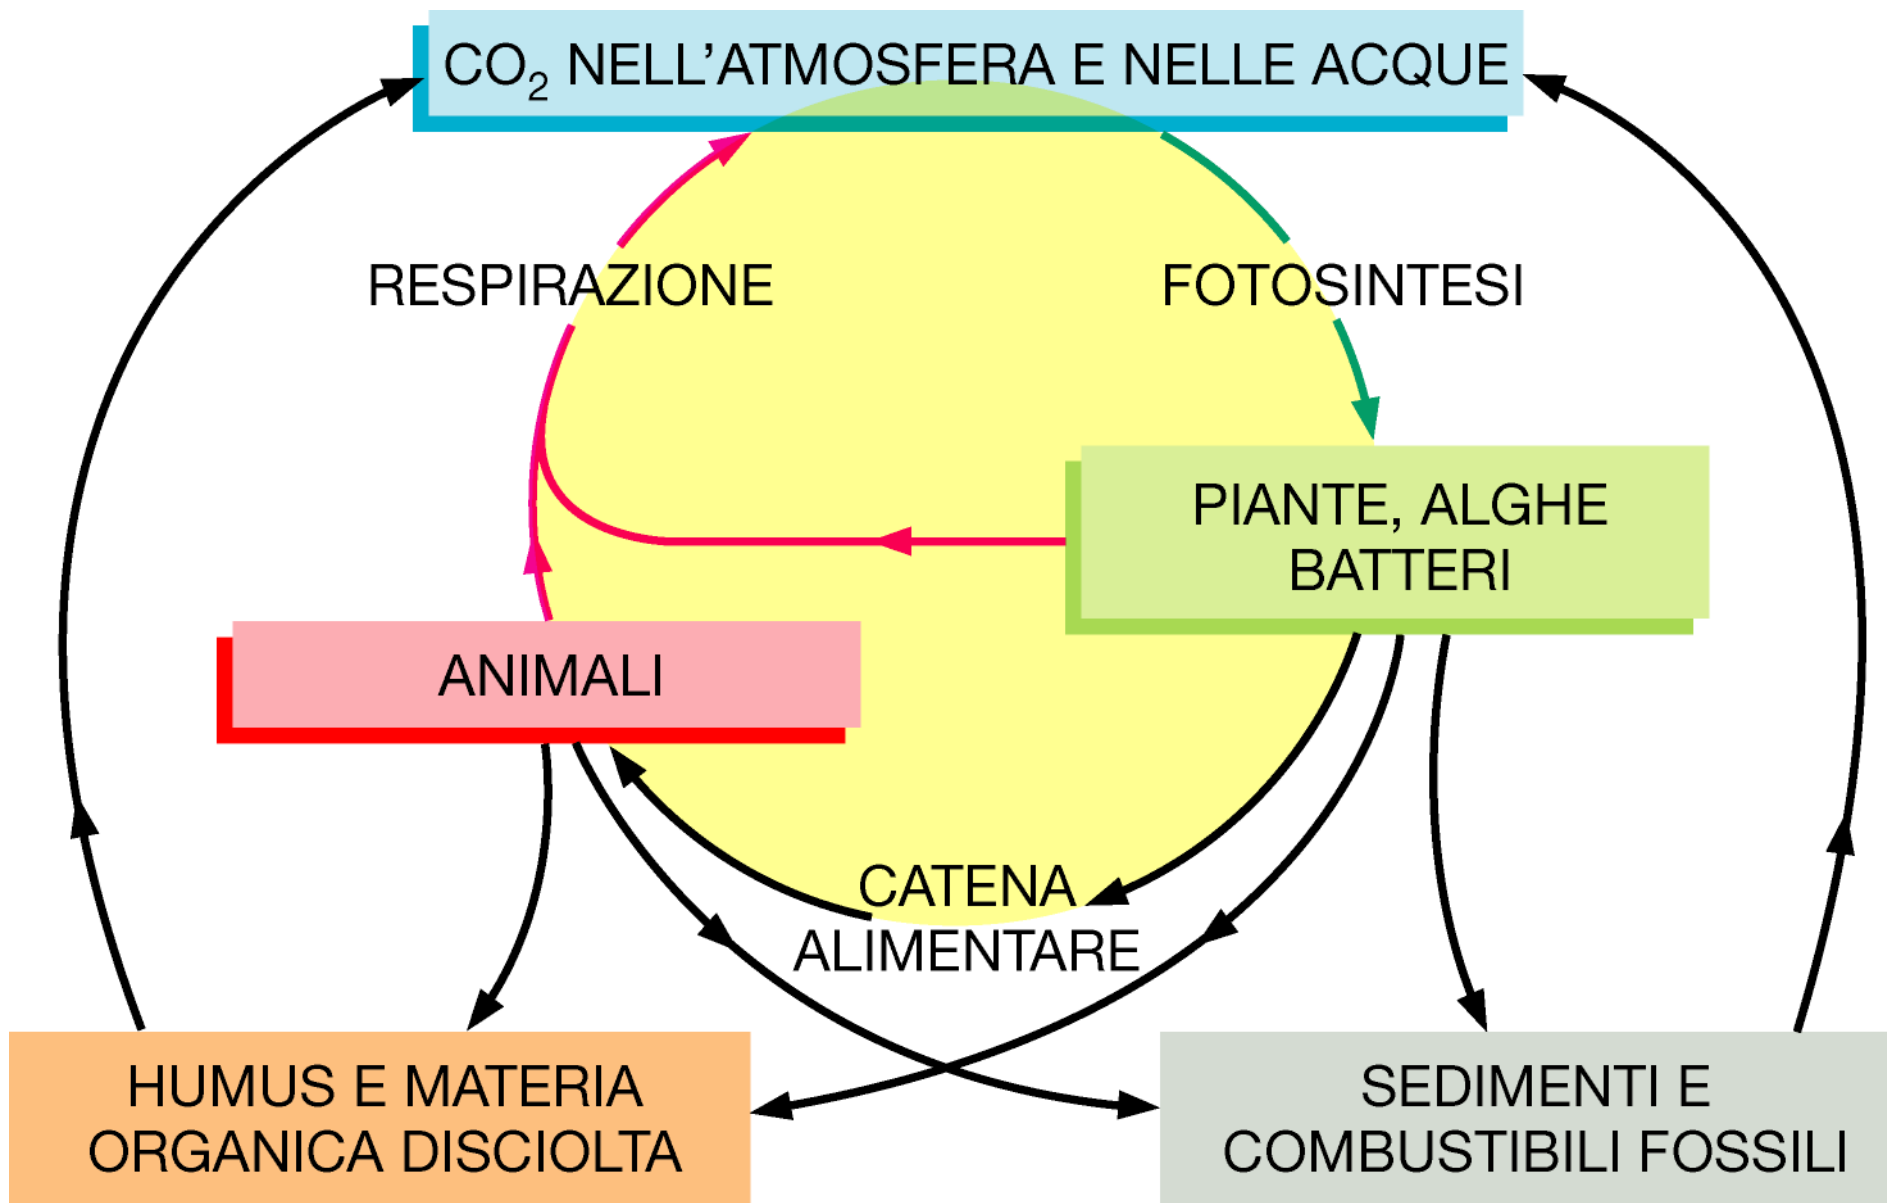 CO₂ NELL’ATMOSFERA E NELLE ACQUE
RESPIRAZIONE
FOTOSINTESI
PIANTE, ALGHE
BATTERI
ANIMALI
CATENA
ALIMENTARE
HUMUS E MATERIA
ORGANICA DISCIOLTA
SEDIMENTI E
COMBUSTIBILI FOSSILI